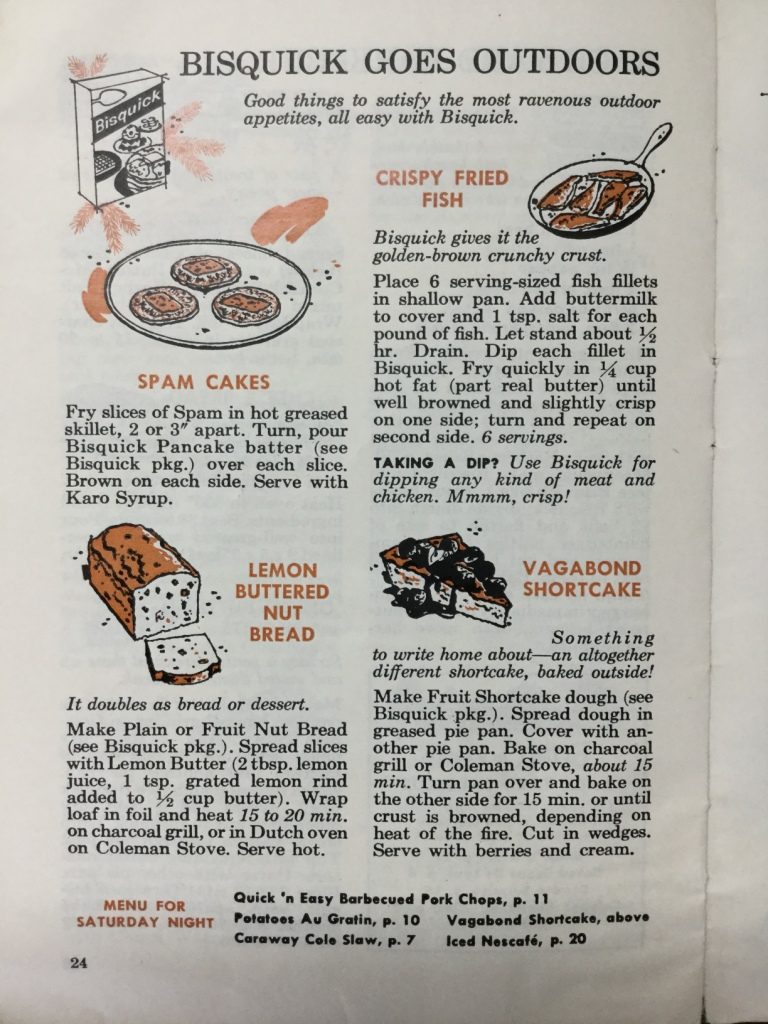 BISQUICK GOES OUTDOORS
Bisquick
Good things to satisfy the most ravenous outdoor
appetites, all easy with Bisquick.
SPAM CAKES
Fry slices of Spam in hot greased
skillet, 2 or 3″ apart. Turn, pour
Bisquick Pancake batter (see
Bisquick pkg.) over each slice.
Brown on each side. Serve with
Karo Syrup.
LEMON
BUTTERED
NUT
BREAD
It doubles as bread or dessert.
Make Plain or Fruit Nut Bread
(see Bisquick pkg.). Spread slices
with Lemon Butter (2 tbsp. lemon
juice, 1 tsp. grated lemon rind
added to ½ cup butter). Wrap
loaf in foil and heat 15 to 20 min.
on charcoal grill, or in Dutch oven
on Coleman Stove. Serve hot.
CRISPY FRIED
FISH
Bisquick gives it the
golden-brown crunchy crust.
Place 6 serving-sized fish fillets
in shallow pan. Add buttermilk
to cover and 1 tsp. salt for each
pound of fish. Let stand about ½
hr. Drain. Dip each fillet in
Bisquick. Fry quickly in ¼ cup
hot fat (part real butter) until
well browned and slightly crisp
on one side; turn and repeat on
second side. 6 servings.
TAKING A DIP? Use Bisquick for
dipping any kind of meat and
chicken. Mmmm, crisp!
VAGABOND
SHORTCAKE
Something
to write home about—an altogether
different shortcake, baked outside!
Make Fruit Shortcake dough (see
Bisquick pkg.). Spread dough in
greased pie pan. Cover with an-
other pie pan. Bake on charcoal
grill or Coleman Stove, about 15
min. Turn pan over and bake on
the other side for 15 min. or until
crust is browned, depending on
heat of the fire. Cut in wedges.
Serve with berries and cream.
MENU FOR
SATURDAY NIGHT
Quick 'n Easy Barbecued Pork Chops, p. 11
Potatoes Au Gratin, p. 10 Vagabond Shortcake, above
Caraway Cole Slaw, p. 7 Iced Nescafé, p. 20
24